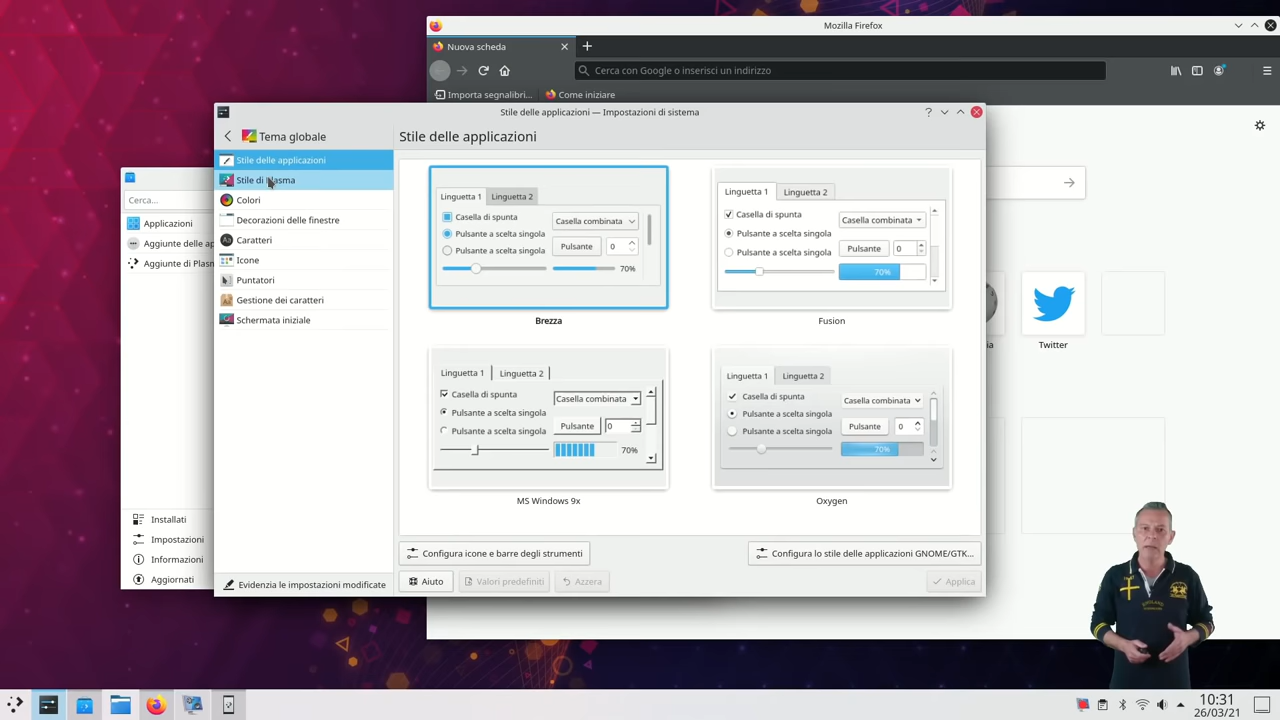 Mozilla Firefox
Nuova scheda
Cerca con Google o inserisci un indirizzo
Importa segnalibri...
Come iniziare
Stile delle applicazioni — Impostazioni di sistema
Tema globale
Stile delle applicazioni
Stile delle applicazioni
Stile di Plasma
Colori
Decorazioni delle finestre
Caratteri
Icone
Puntatori
Gestione dei caratteri
Schermata iniziale
Evidenzia le impostazioni modificate
Linguetta 1 Linguetta 2
Casella di spunta Casella combinata
Pulsante a scelta singola
Pulsante a scelta singola Pulsante 0
70%
Brezza
Linguetta 1 Linguetta 2
Casella di spunta Casella combinata
Pulsante a scelta singola
Pulsante a scelta singola Pulsante 0
70%
Fusion
Linguetta 1 Linguetta 2
Casella di spunta Casella combinata
Pulsante a scelta singola
Pulsante a scelta singola Pulsante 0
70%
MS Windows 9x
Linguetta 1 Linguetta 2
Casella di spunta Casella combinata
Pulsante a scelta singola
Pulsante a scelta singola Pulsante 0
70%
Oxygen
Configura icone e barre degli strumenti
Configura lo stile delle applicazioni GNOME/GTK...
Aiuto
Valori predefiniti
Azzera
Applica
Cerca...
Applicazioni
Aggiunte delle ap
Aggiunte di Plasm
Installati
Impostazioni
Informazioni
Aggiornati
ia
Twitter
10:31
26/03/21